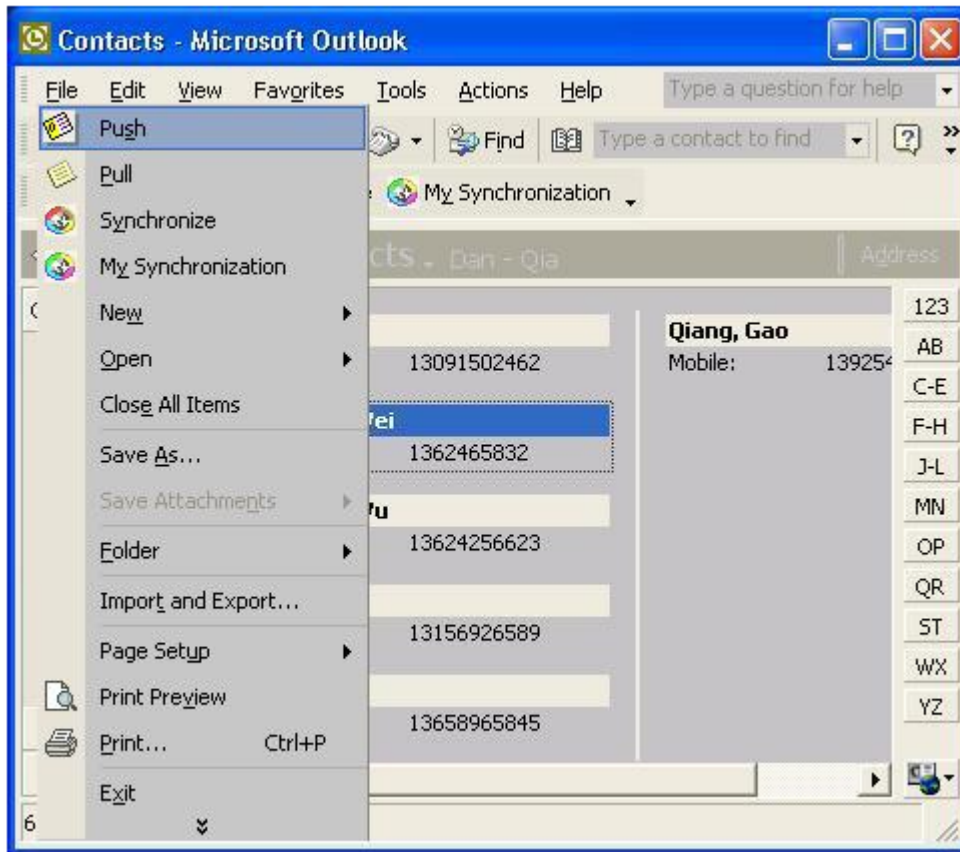 Contacts - Microsoft Outlook
File Edit View Favorites Tools Actions Help Type a question for help
Push
Find Type a contact to find
Pull
My Synchronization
Synchronize
Dan - Qia Address
My Synchronization
New
Open
Close All Items
Save As...
Save Attachments
Folder
Import and Export...
Page Setup
Print Preview
Print... Ctrl+P
Exit
13091502462
1362465832
13624256623
13156926589
13658965845
Qiang, Gao
Mobile: 139254
123
AB
C-E
F-H
J-L
MN
OP
QR
ST
WX
YZ
6